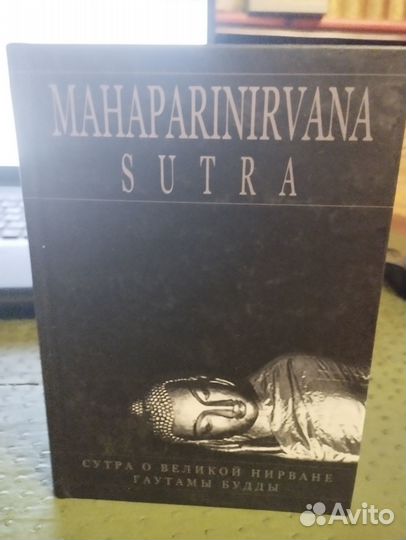 MAHAPARINIRVANA
SUTRA
СУТРА О ВЕЛИКОЙ НИРВАНЕ
ГАУТАМЫ БУДДЫ
Avito